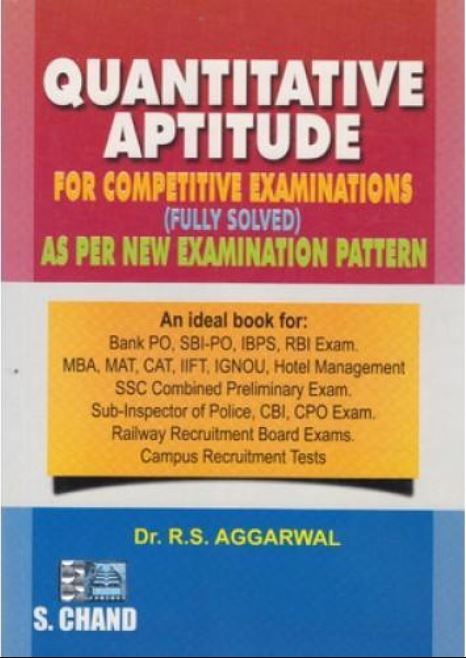 QUANTITATIVE
APTITUDE
FOR COMPETITIVE EXAMINATIONS
(FULLY SOLVED)
AS PER NEW EXAMINATION PATTERN
An ideal book for:
Bank PO, SBI-PO, IBPS, RBI Exam.
MBA, MAT, CAT, IIFT, IGNOU, Hotel Management
SSC Combined Preliminary Exam.
Sub-Inspector of Police, CBI, CPO Exam.
Railway Recruitment Board Exams.
Campus Recruitment Tests
Dr. R.S. AGGARWAL
S. CHAND